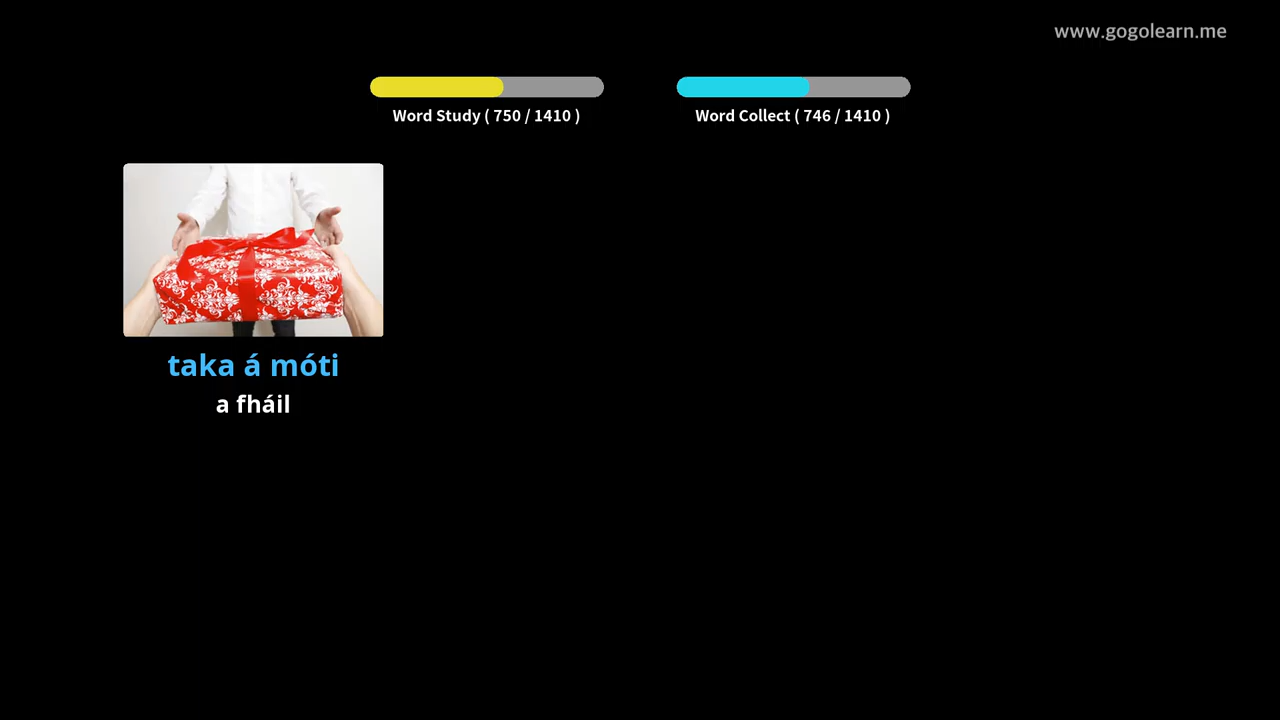 www.gogolearn.me
Word Study ( 750 / 1410 )
Word Collect ( 746 / 1410 )
taka á móti
a fháil